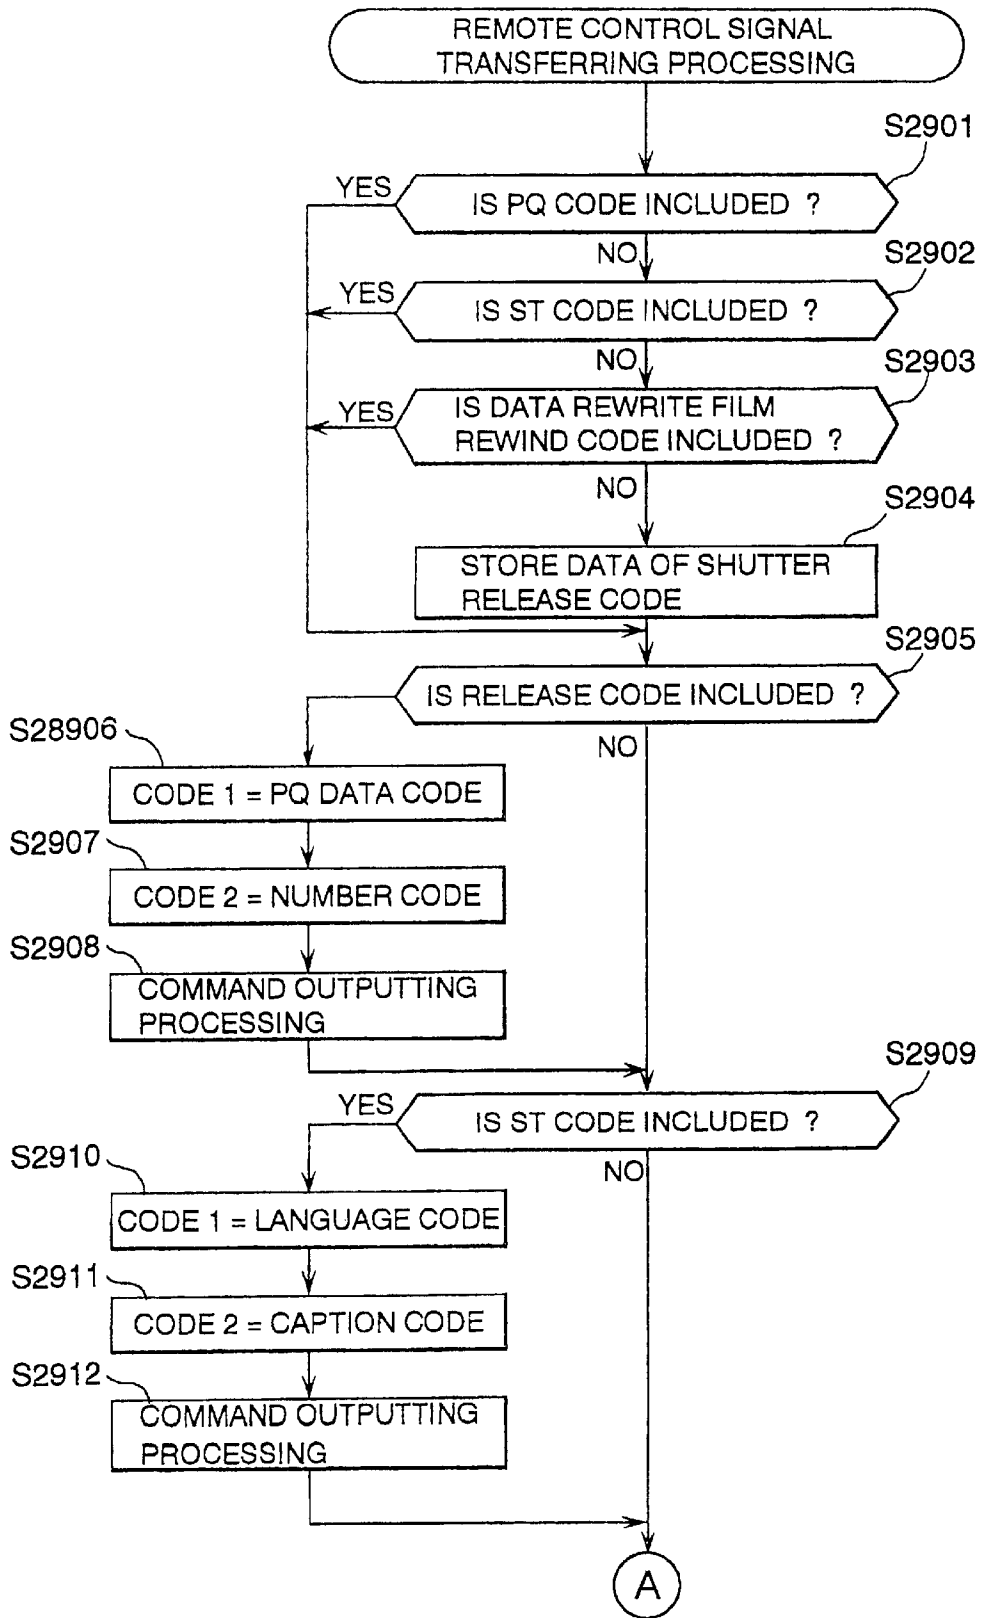 REMOTE CONTROL SIGNAL
TRANSFERRING PROCESSING
S2901
YES
IS PQ CODE INCLUDED ?
NO
S2902
YES
IS ST CODE INCLUDED ?
NO
S2903
YES
IS DATA REWRITE FILM
REWIND CODE INCLUDED ?
NO
S2904
STORE DATA OF SHUTTER
RELEASE CODE
S2905
IS RELEASE CODE INCLUDED ?
NO
S28906
CODE 1 = PQ DATA CODE
S2907
CODE 2 = NUMBER CODE
S2908
COMMAND OUTPUTTING
PROCESSING
S2909
YES
IS ST CODE INCLUDED ?
NO
S2910
CODE 1 = LANGUAGE CODE
S2911
CODE 2 = CAPTION CODE
S2912
COMMAND OUTPUTTING
PROCESSING
A